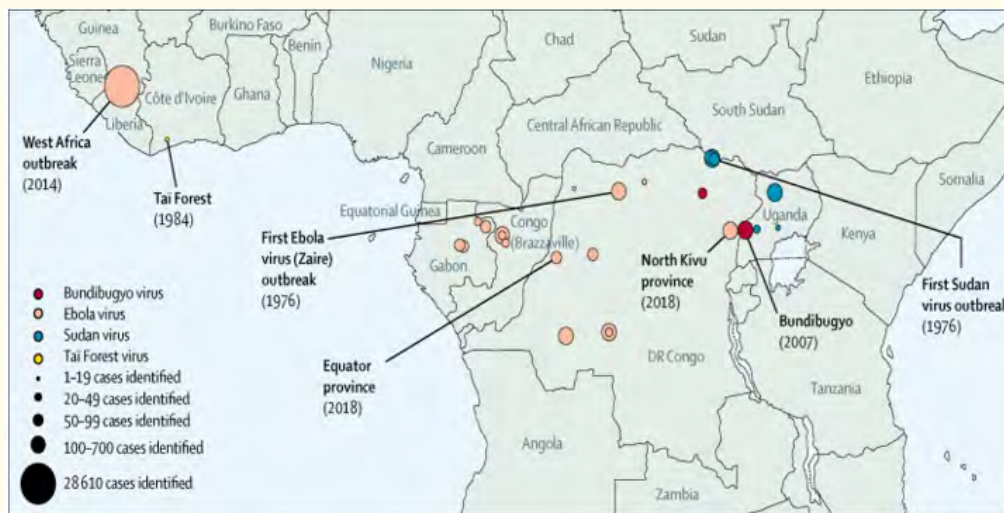 Guinea
Burkino Faso
Benin
Nigeria
Chad
Sudan
Ethiopia
Sierra
Leone
Côte d'Ivoire
Ghana
Liberia
South Sudan
Central African Republic
West Africa
outbreak
(2014)
Cameroon
Somalia
Taï Forest
(1984)
Equatorial Guinea
Congo
(Brazzaville)
Uganda
Kenya
First Ebola
virus (Zaire)
outbreak
(1976)
Gabon
North Kivu
province
(2018)
First Sudan
virus outbreak
(1976)
Bundibugyo virus
Ebola virus
Sudan virus
Taï Forest virus
1–19 cases identified
20–49 cases identified
50–99 cases identified
100–700 cases identified
28 610 cases identified
Bundibugyo
(2007)
Equator
province
(2018)
DR Congo
Tanzania
Angola
Zambia